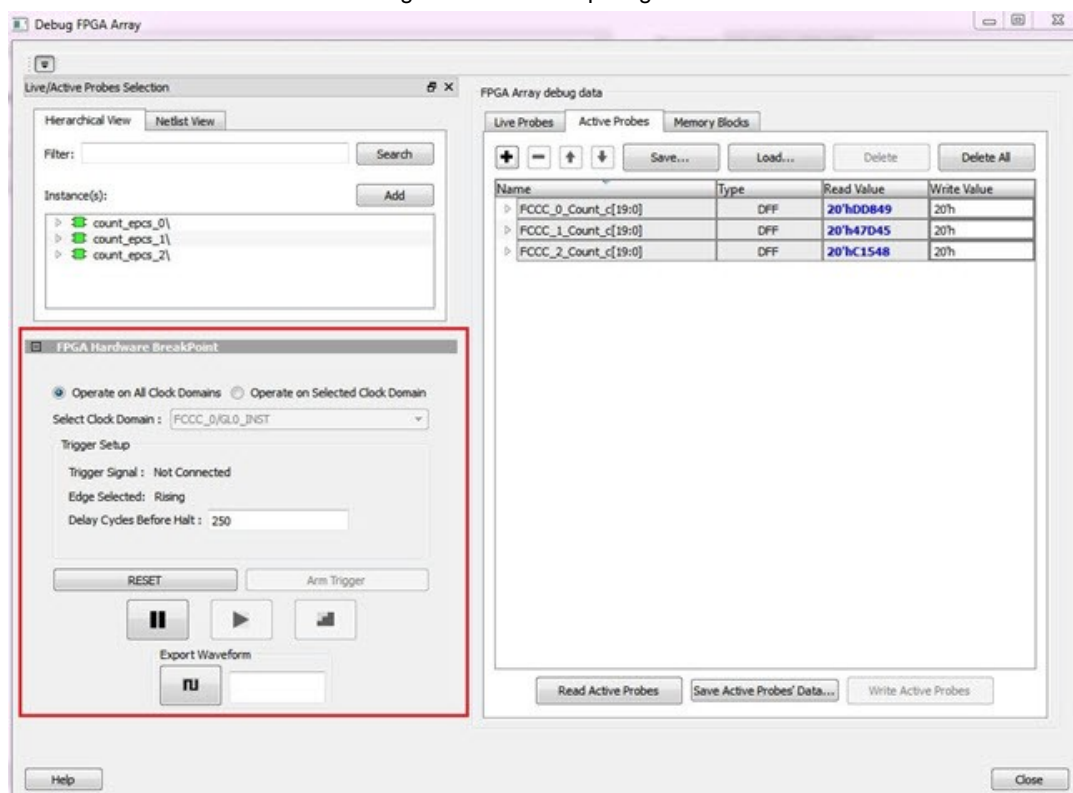 Debug FPGA Array
Live/Active Probes Selection
Hierarchical View Netlist View
Filter: Search
Instance(s): Add
count_epcs_0\
count_epcs_1\
count_epcs_2\
FPGA Hardware BreakPoint
Operate on All Clock Domains Operate on Selected Clock Domain
Select Clock Domain : FCCC_0/GL0_INST
Trigger Setup
Trigger Signal : Not Connected
Edge Selected: Rising
Delay Cycles Before Halt : 250
RESET Arm Trigger
Export Waveform
FPGA Array debug data
Live Probes Active Probes Memory Blocks
Save... Load... Delete Delete All
Name Type Read Value Write Value
FCCC_0_Count_c[19:0] DFF 20'hDD849 20'h
FCCC_1_Count_c[19:0] DFF 20'h47D45 20'h
FCCC_2_Count_c[19:0] DFF 20'hC1548 20'h
Read Active Probes Save Active Probes' Data... Write Active Probes
Help Close